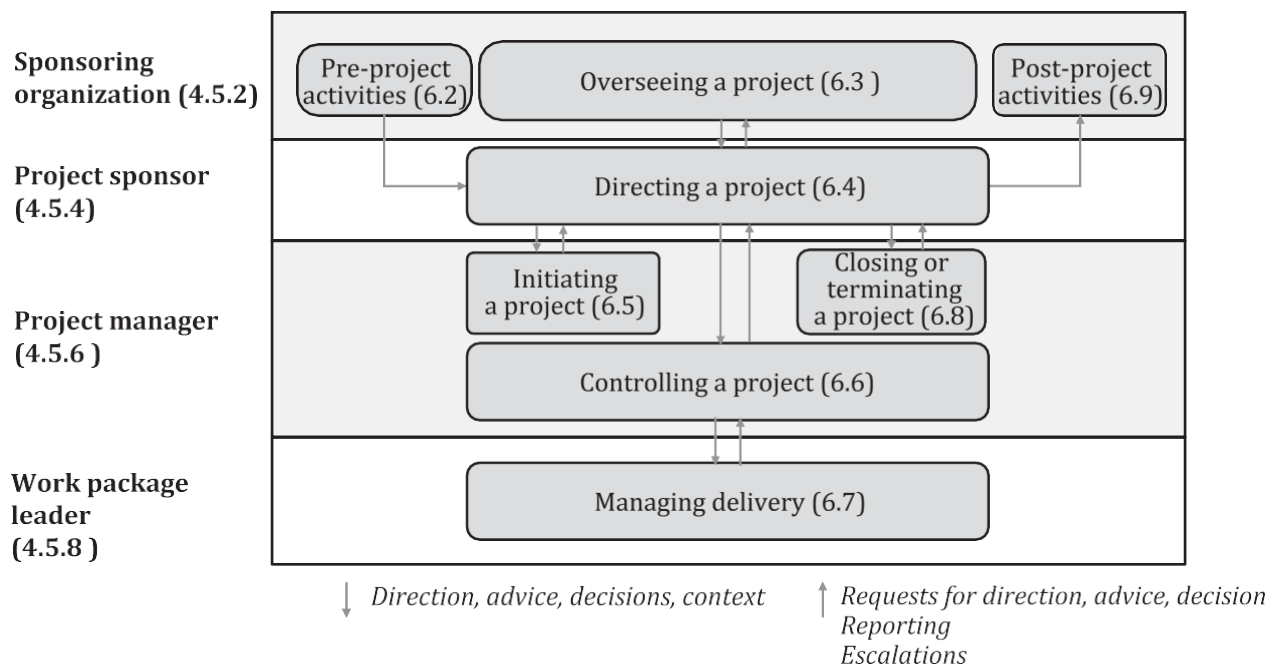 Sponsoring
organization (4.5.2)
Pre-project
activities (6.2)
Overseeing a project (6.3 )
Post-project
activities (6.9)
Project sponsor
(4.5.4)
Directing a project (6.4)
Project manager
(4.5.6 )
Initiating
a project (6.5)
Closing or
terminating
a project (6.8)
Controlling a project (6.6)
Work package
leader
(4.5.8 )
Managing delivery (6.7)
Direction, advice, decisions, context
Requests for direction, advice, decision
Reporting
Escalations